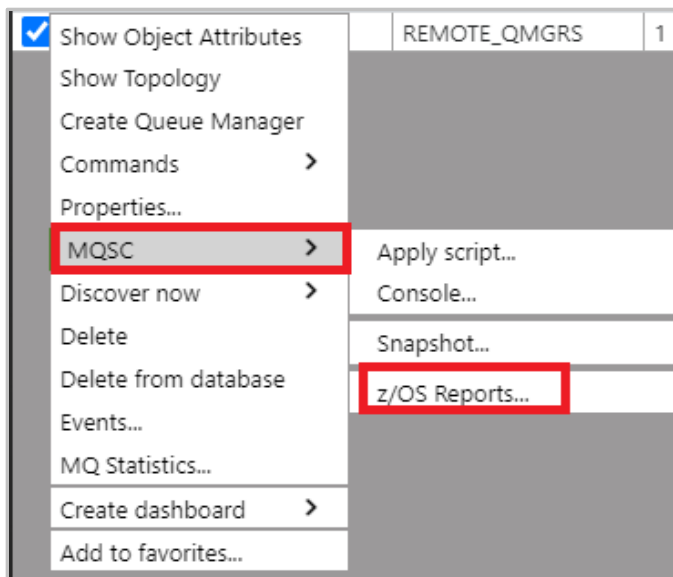 Show Object Attributes
REMOTE_QMGRS
1
Show Topology
Create Queue Manager
Commands
Properties...
MQSC
Apply script...
Discover now
Console...
Delete
Snapshot...
Delete from database
z/OS Reports...
Events...
MQ Statistics...
Create dashboard
Add to favorites...